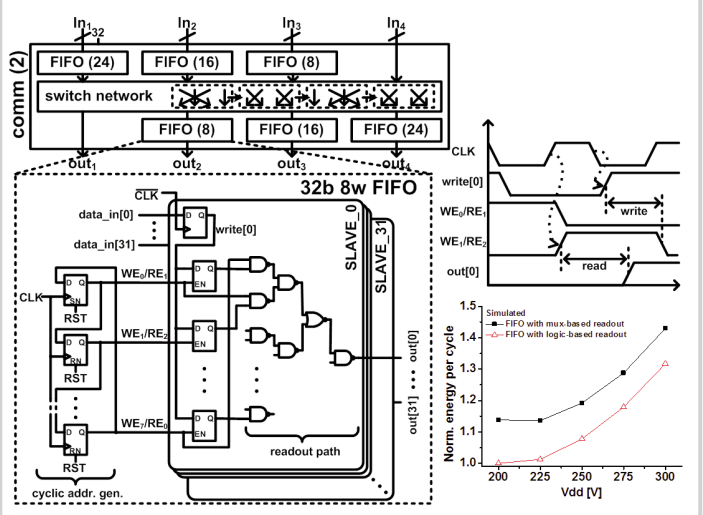 In1 In2 In3 In4
32
comm (2)
FIFO (24) FIFO (16) FIFO (8)
switch network
FIFO (8) FIFO (16) FIFO (24)
out1 out2 out3 out4
32b 8w FIFO
CLK
data_in[0]
data_in[31]
D Q
write[0]
SLAVE_0
SLAVE_31
WE0/RE1
D Q
EN
CLK
D Q
SN
RST
WE1/RE2
D Q
EN
D Q
RN
RST
WE7/RE0
D Q
EN
D Q
RN
RST
out[0]
out[31]
readout path
cyclic addr. gen.
CLK
write[0]
WE0/RE1
write
WE1/RE2
read
out[0]
Simulated
FIFO with mux-based readout
FIFO with logic-based readout
Norm. energy per cycle
1.5
1.4
1.3
1.2
1.1
1.0
200 225 250 275 300
Vdd [V]